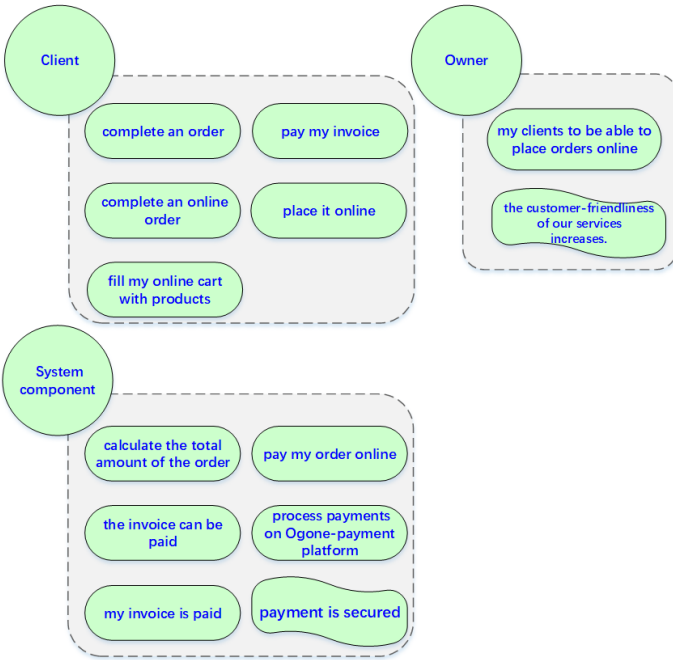 Client
complete an order
pay my invoice
complete an online
order
place it online
fill my online cart
with products
Owner
my clients to be able to
place orders online
the customer-friendliness
of our services
increases.
System
component
calculate the total
amount of the order
pay my order online
the invoice can be
paid
process payments
on Ogone-payment
platform
my invoice is paid
payment is secured